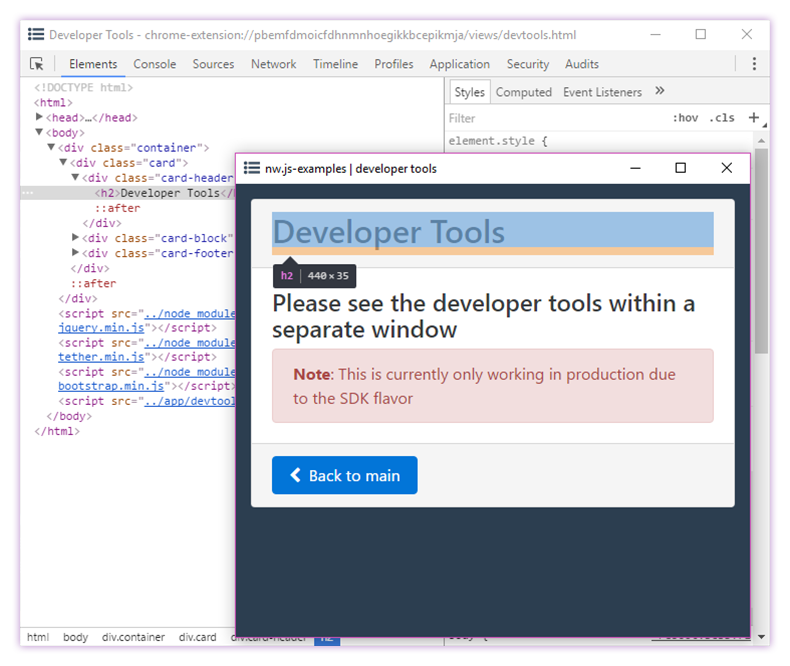 Developer Tools - chrome-extension://pbemfdmoicfdhnmnhoegikkbcepikmja/views/devtools.html
Elements Console Sources Network Timeline Profiles Application Security Audits
<!DOCTYPE html>
<html>
<head>…</head>
<body>
<div class="container">
<div class="card">
<div class="card-header
<h2>Developer Tools</
::after
</div>
<div class="card-block"
<div class="card-footer
</div>
::after
</div>
<script src="../node_module
jquery.min.js"></script>
<script src="../node_module
tether.min.js"></script>
<script src="../node_module
bootstrap.min.js"></script>
<script src="../app/devtool
</body>
</html>
html body div.container div.card div.card-header h2
Styles Computed Event Listeners »
Filter :hov .cls +
element.style {
body {
nw.js-examples | developer tools
Developer Tools
h2 | 440 × 35
Please see the developer tools within a
separate window
Note: This is currently only working in production due
to the SDK flavor
Back to main